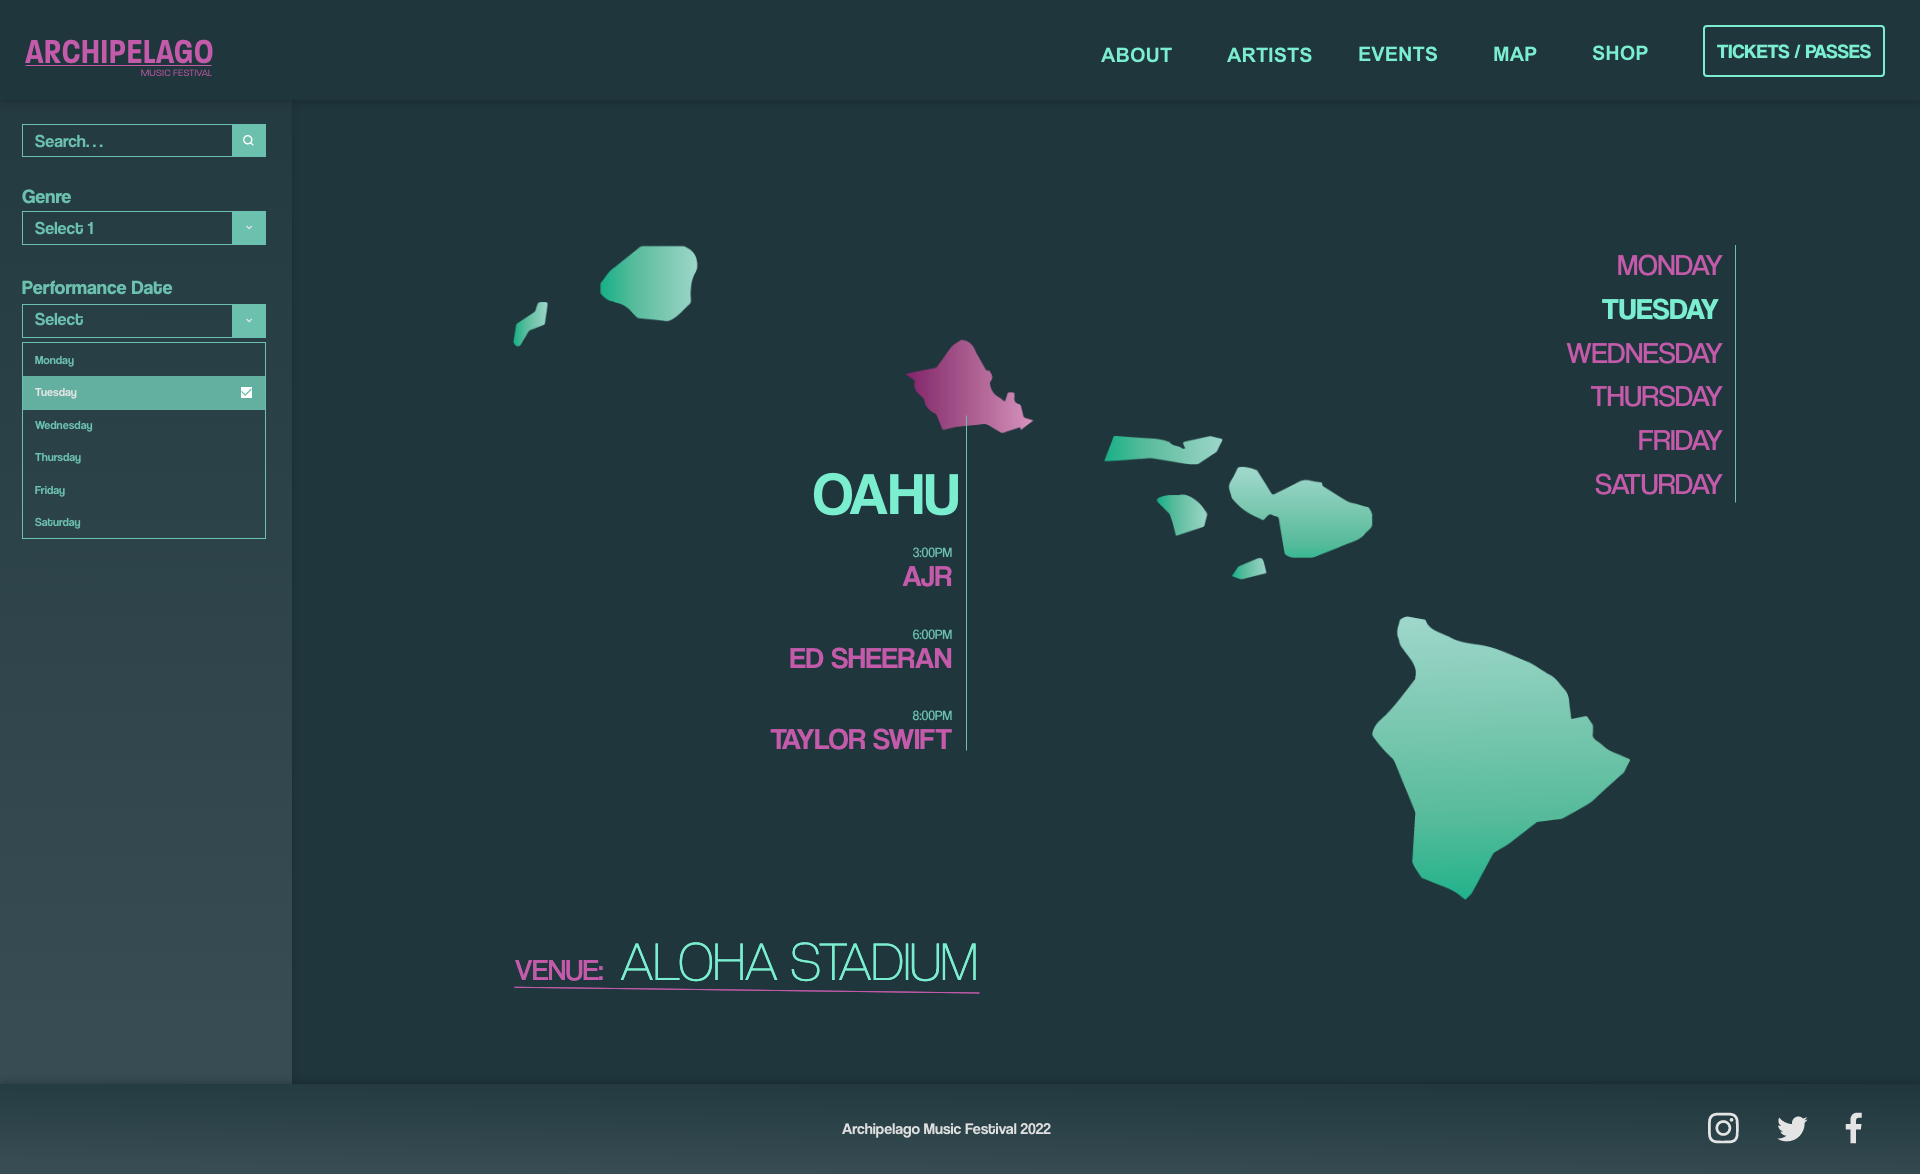 ARCHIPELAGO
MUSIC FESTIVAL
ABOUT
ARTISTS
EVENTS
MAP
SHOP
TICKETS / PASSES
Search...
Genre
Select 1
Performance Date
Select
Monday
Tuesday
Wednesday
Thursday
Friday
Saturday
OAHU
3:00PM
AJR
6:00PM
ED SHEERAN
8:00PM
TAYLOR SWIFT
MONDAY
TUESDAY
WEDNESDAY
THURSDAY
FRIDAY
SATURDAY
VENUE: ALOHA STADIUM
Archipelago Music Festival 2022